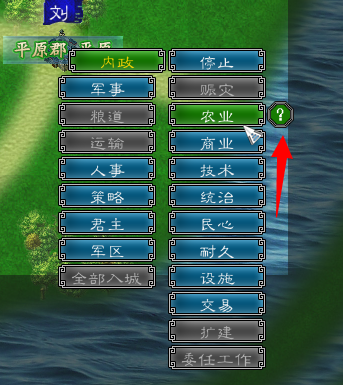 刘
平原郡 平原
内政
停止
军事
赈灾
粮道
农业
?
运输
商业
人事
技术
策略
统治
君主
民心
军区
耐久
全部入城
设施
交易
扩建
委任工作